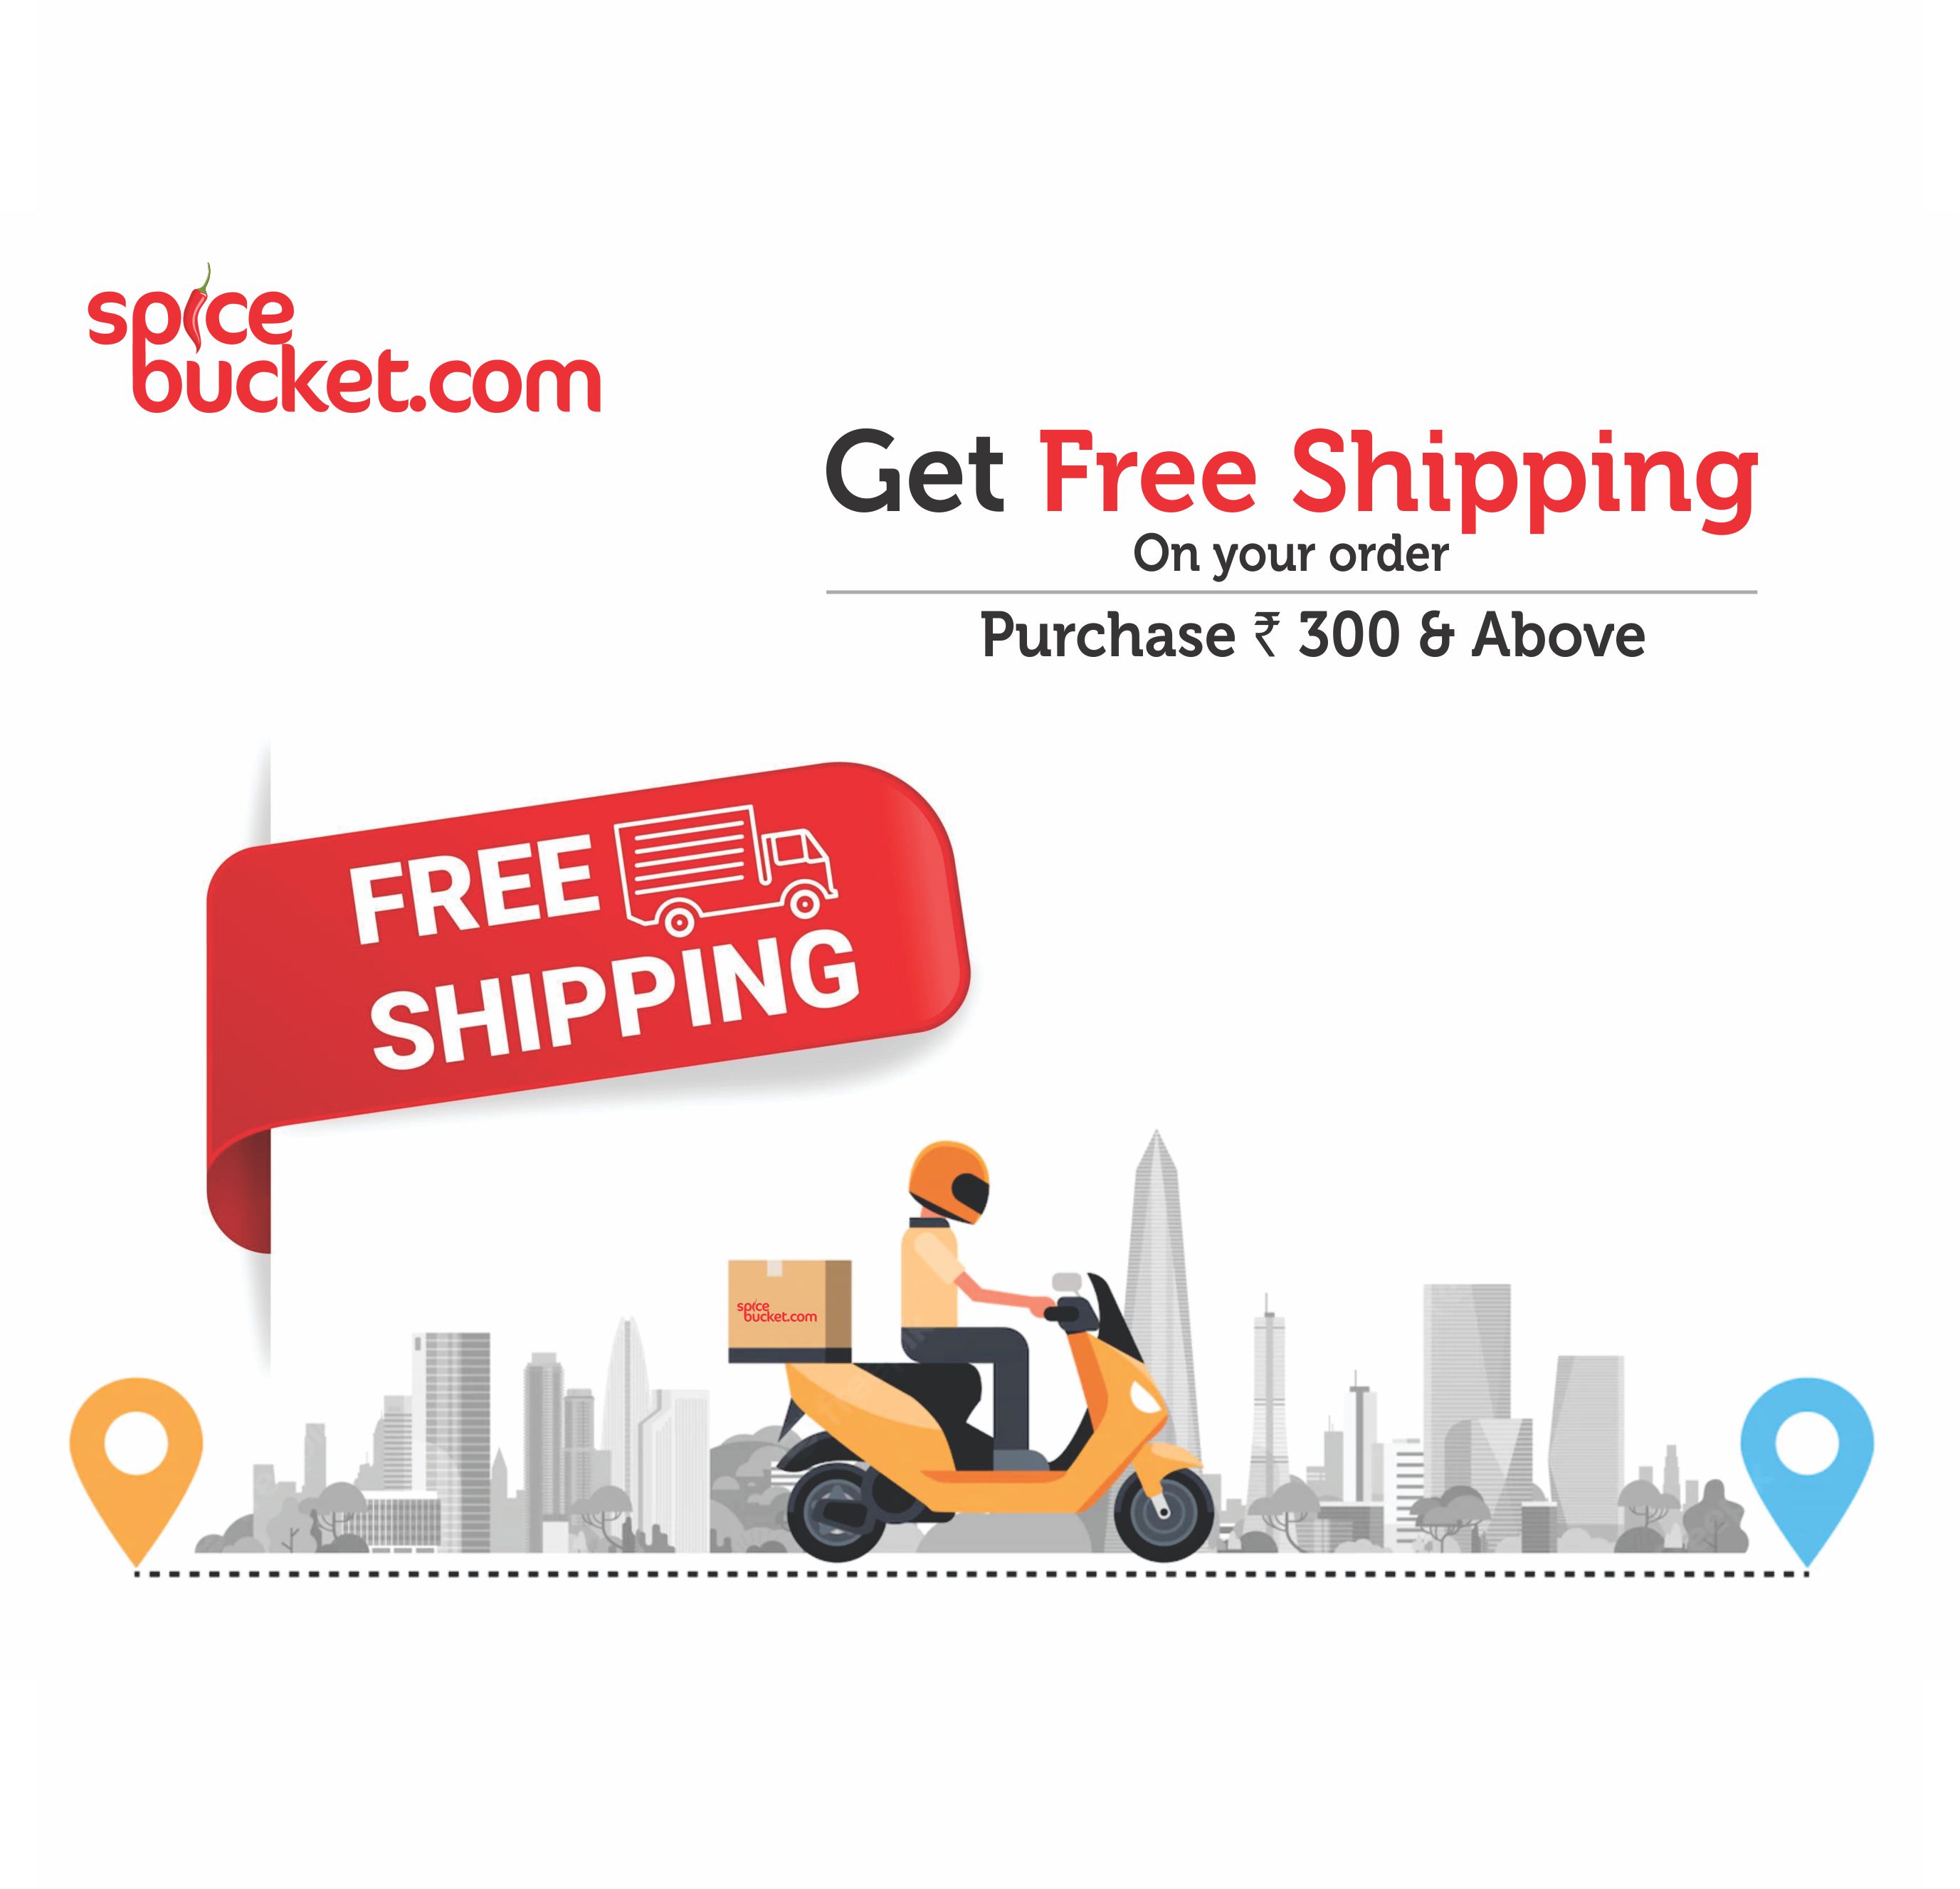 spice
bucket.com
Get Free Shipping
On your order
Purchase ₹ 300 & Above
FREE
SHIPPING
spice
bucket.com